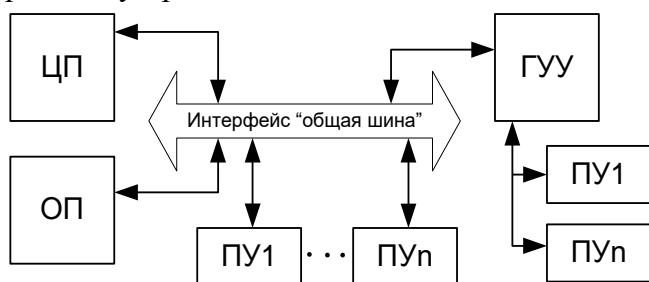 ЦП
ГУУ
Интерфейс “общая шина”
ОП
ПУ1
ПУ1 · · · ПУn
ПУn